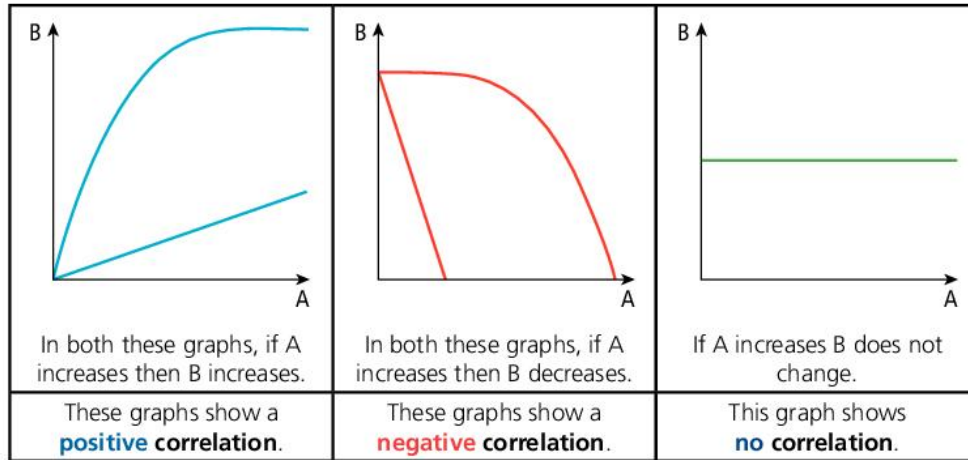 B
A
In both these graphs, if A
increases then B increases.
These graphs show a
positive correlation.
B
A
In both these graphs, if A
increases then B decreases.
These graphs show a
negative correlation.
B
A
If A increases B does not
change.
This graph shows
no correlation.